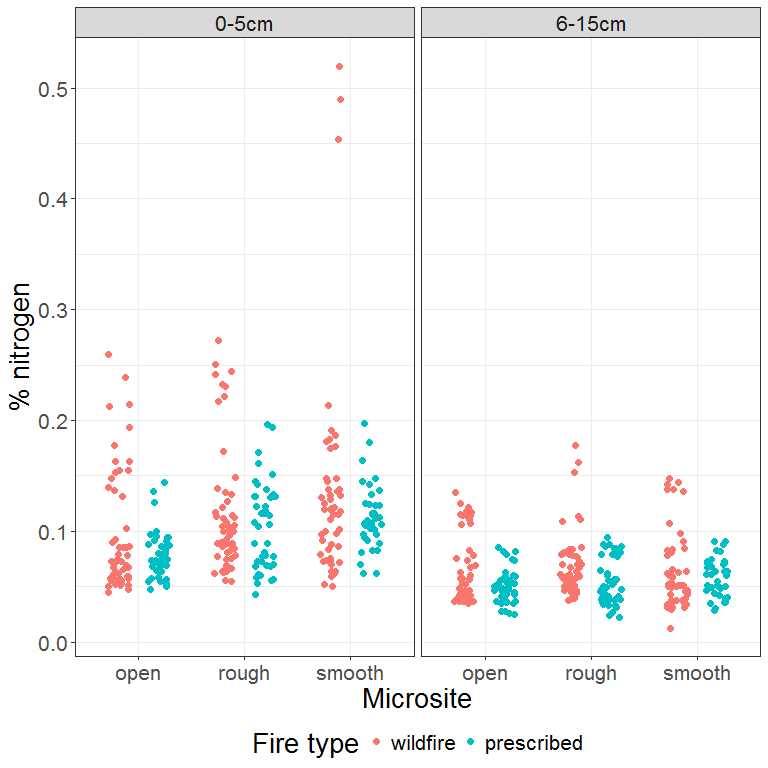 0-5cm 6-15cm
% nitrogen
0.5
0.4
0.3
0.2
0.1
0.0
open rough smooth open rough smooth
Microsite
Fire type wildfire prescribed